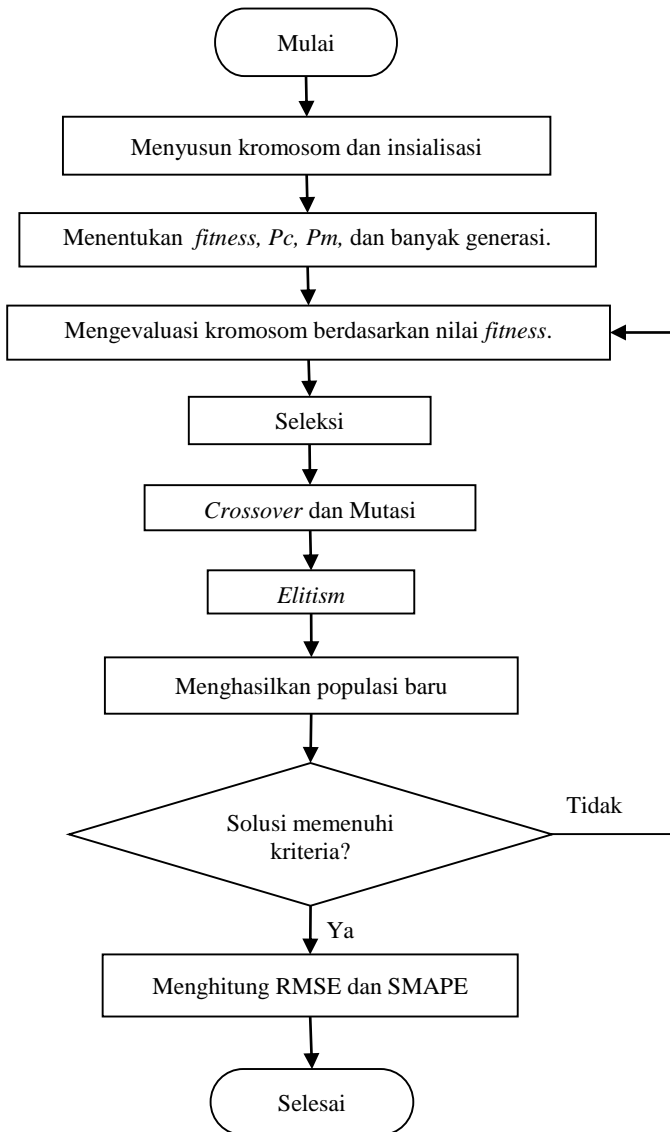 Mulai
Menyusun kromosom dan insialisasi
Menentukan fitness, Pc, Pm, dan banyak generasi.
Mengevaluasi kromosom berdasarkan nilai fitness.
Seleksi
Crossover dan Mutasi
Elitism
Menghasilkan populasi baru
Solusi memenuhi
kriteria?
Tidak
Ya
Menghitung RMSE dan SMAPE
Selesai